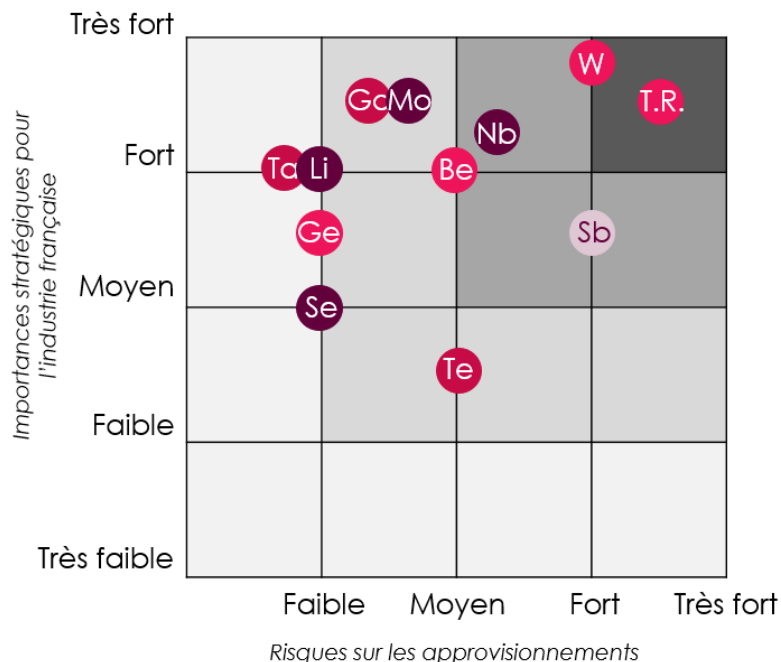 Très fort
W
Ga
Mo
T.R.
Nb
Fort
Ta
Li
Be
Ge
Sb
Moyen
Se
Te
Faible
Très faible
Importances stratégiques pour
l'industrie française
Faible
Moyen
Fort
Très fort
Risques sur les approvisionnements